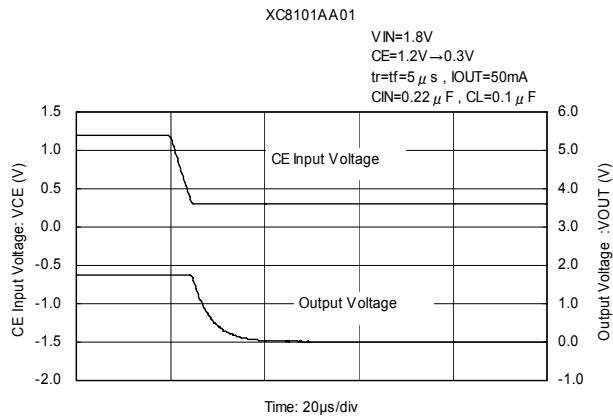 XC8101AA01
VIN=1.8V
CE=1.2V→0.3V
tr=tf=5 μ s , IOUT=50mA
CIN=0.22 μ F , CL=0.1 μ F
CE Input Voltage: VCE (V)
1.5
1.0
0.5
0.0
-0.5
-1.0
-1.5
-2.0
CE Input Voltage
Output Voltage
6.0
5.0
4.0
3.0
2.0
1.0
0.0
-1.0
Output Voltage :VOUT (V)
Time: 20μs/div